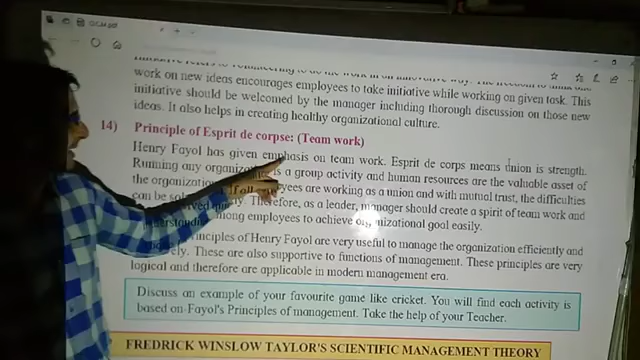 work on new ideas encourages employees to take initiative while working on given task. This
initiative should be welcomed by the manager including thorough discussion on those new
ideas. It also helps in creating healthy organizational culture.
14) Principle of Esprit de corpse: (Team work)
Henry Fayol has given emphasis on team work. Esprit de corps means union is strength.
Running any is a group activity and human resources are the valuable asset of
the If all are working as a union and with mutual trust, the difficulties
can be Therefore, as a leader, manager should create a spirit of team work and
among employees to achieve goal easily.
of Henry Fayol are very useful to manage the organization efficiently and
These are also supportive to functions of management. These principles are very
logical and therefore are applicable in modern management era.
Discuss an example of your favourite game like cricket. You will find each activity is
based on Fayol's Principles of management. Take the help of your Teacher.
FREDRICK WINSLOW TAYLOR'S SCIENTIFIC MANAGEMENT THEORY